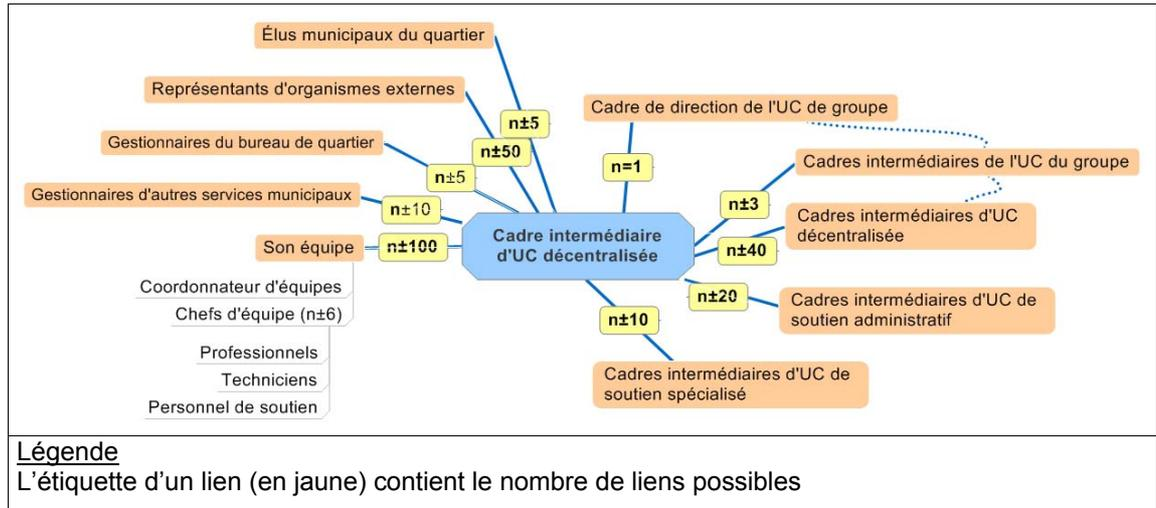 Élus municipaux du quartier
Représentants d'organismes externes
Gestionnaires du bureau de quartier
Gestionnaires d'autres services municipaux
Son équipe
Coordonnateur d'équipes
Chefs d'équipe (n±6)
Professionnels
Techniciens
Personnel de soutien
n±5
n±50
n±5
n±10
n±100
Cadre intermédiaire
d'UC décentralisée
Cadre de direction de l'UC de groupe
n=1
Cadres intermédiaires de l'UC du groupe
n±3
Cadres intermédiaires d'UC
décentralisée
n±40
Cadres intermédiaires d'UC de
soutien administratif
n±20
Cadres intermédiaires d'UC de
soutien spécialisé
n±10
Légende
L'étiquette d'un lien (en jaune) contient le nombre de liens possibles